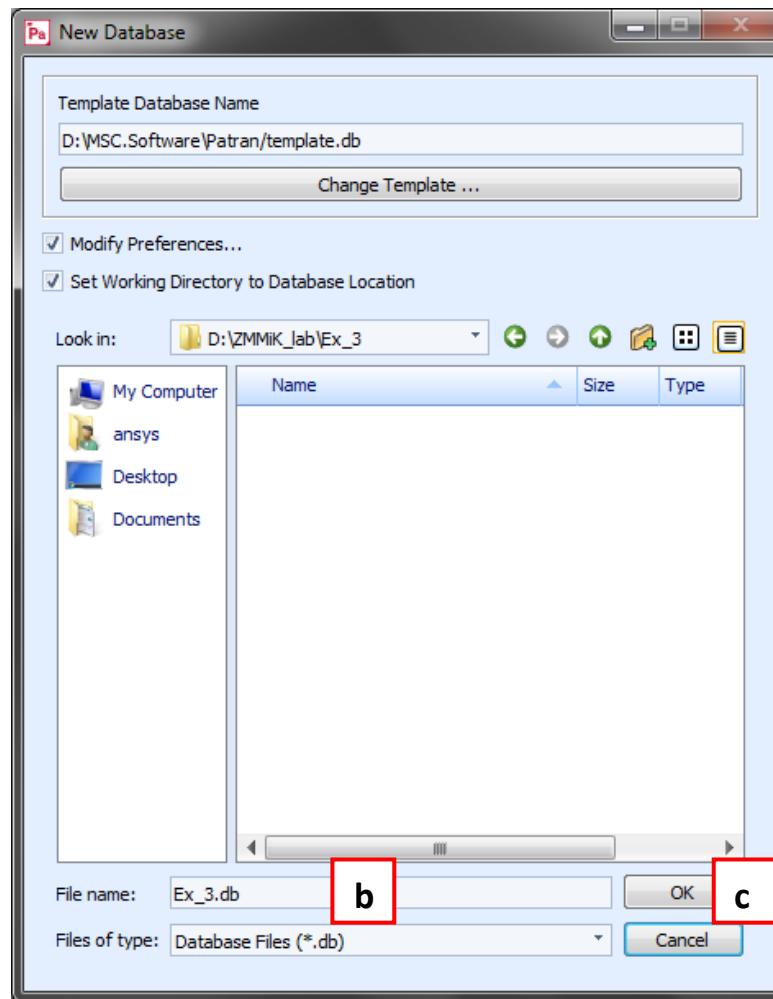 Pa New Database
Template Database Name
D:\MSC.Software\Patran/template.db
Change Template ...
Modify Preferences...
Set Working Directory to Database Location
Look in: D:\ZMMiK_lab\Ex_3
My Computer
ansys
Desktop
Documents
Name Size Type
File name: Ex_3.db b OK c
Files of type: Database Files (*.db) Cancel